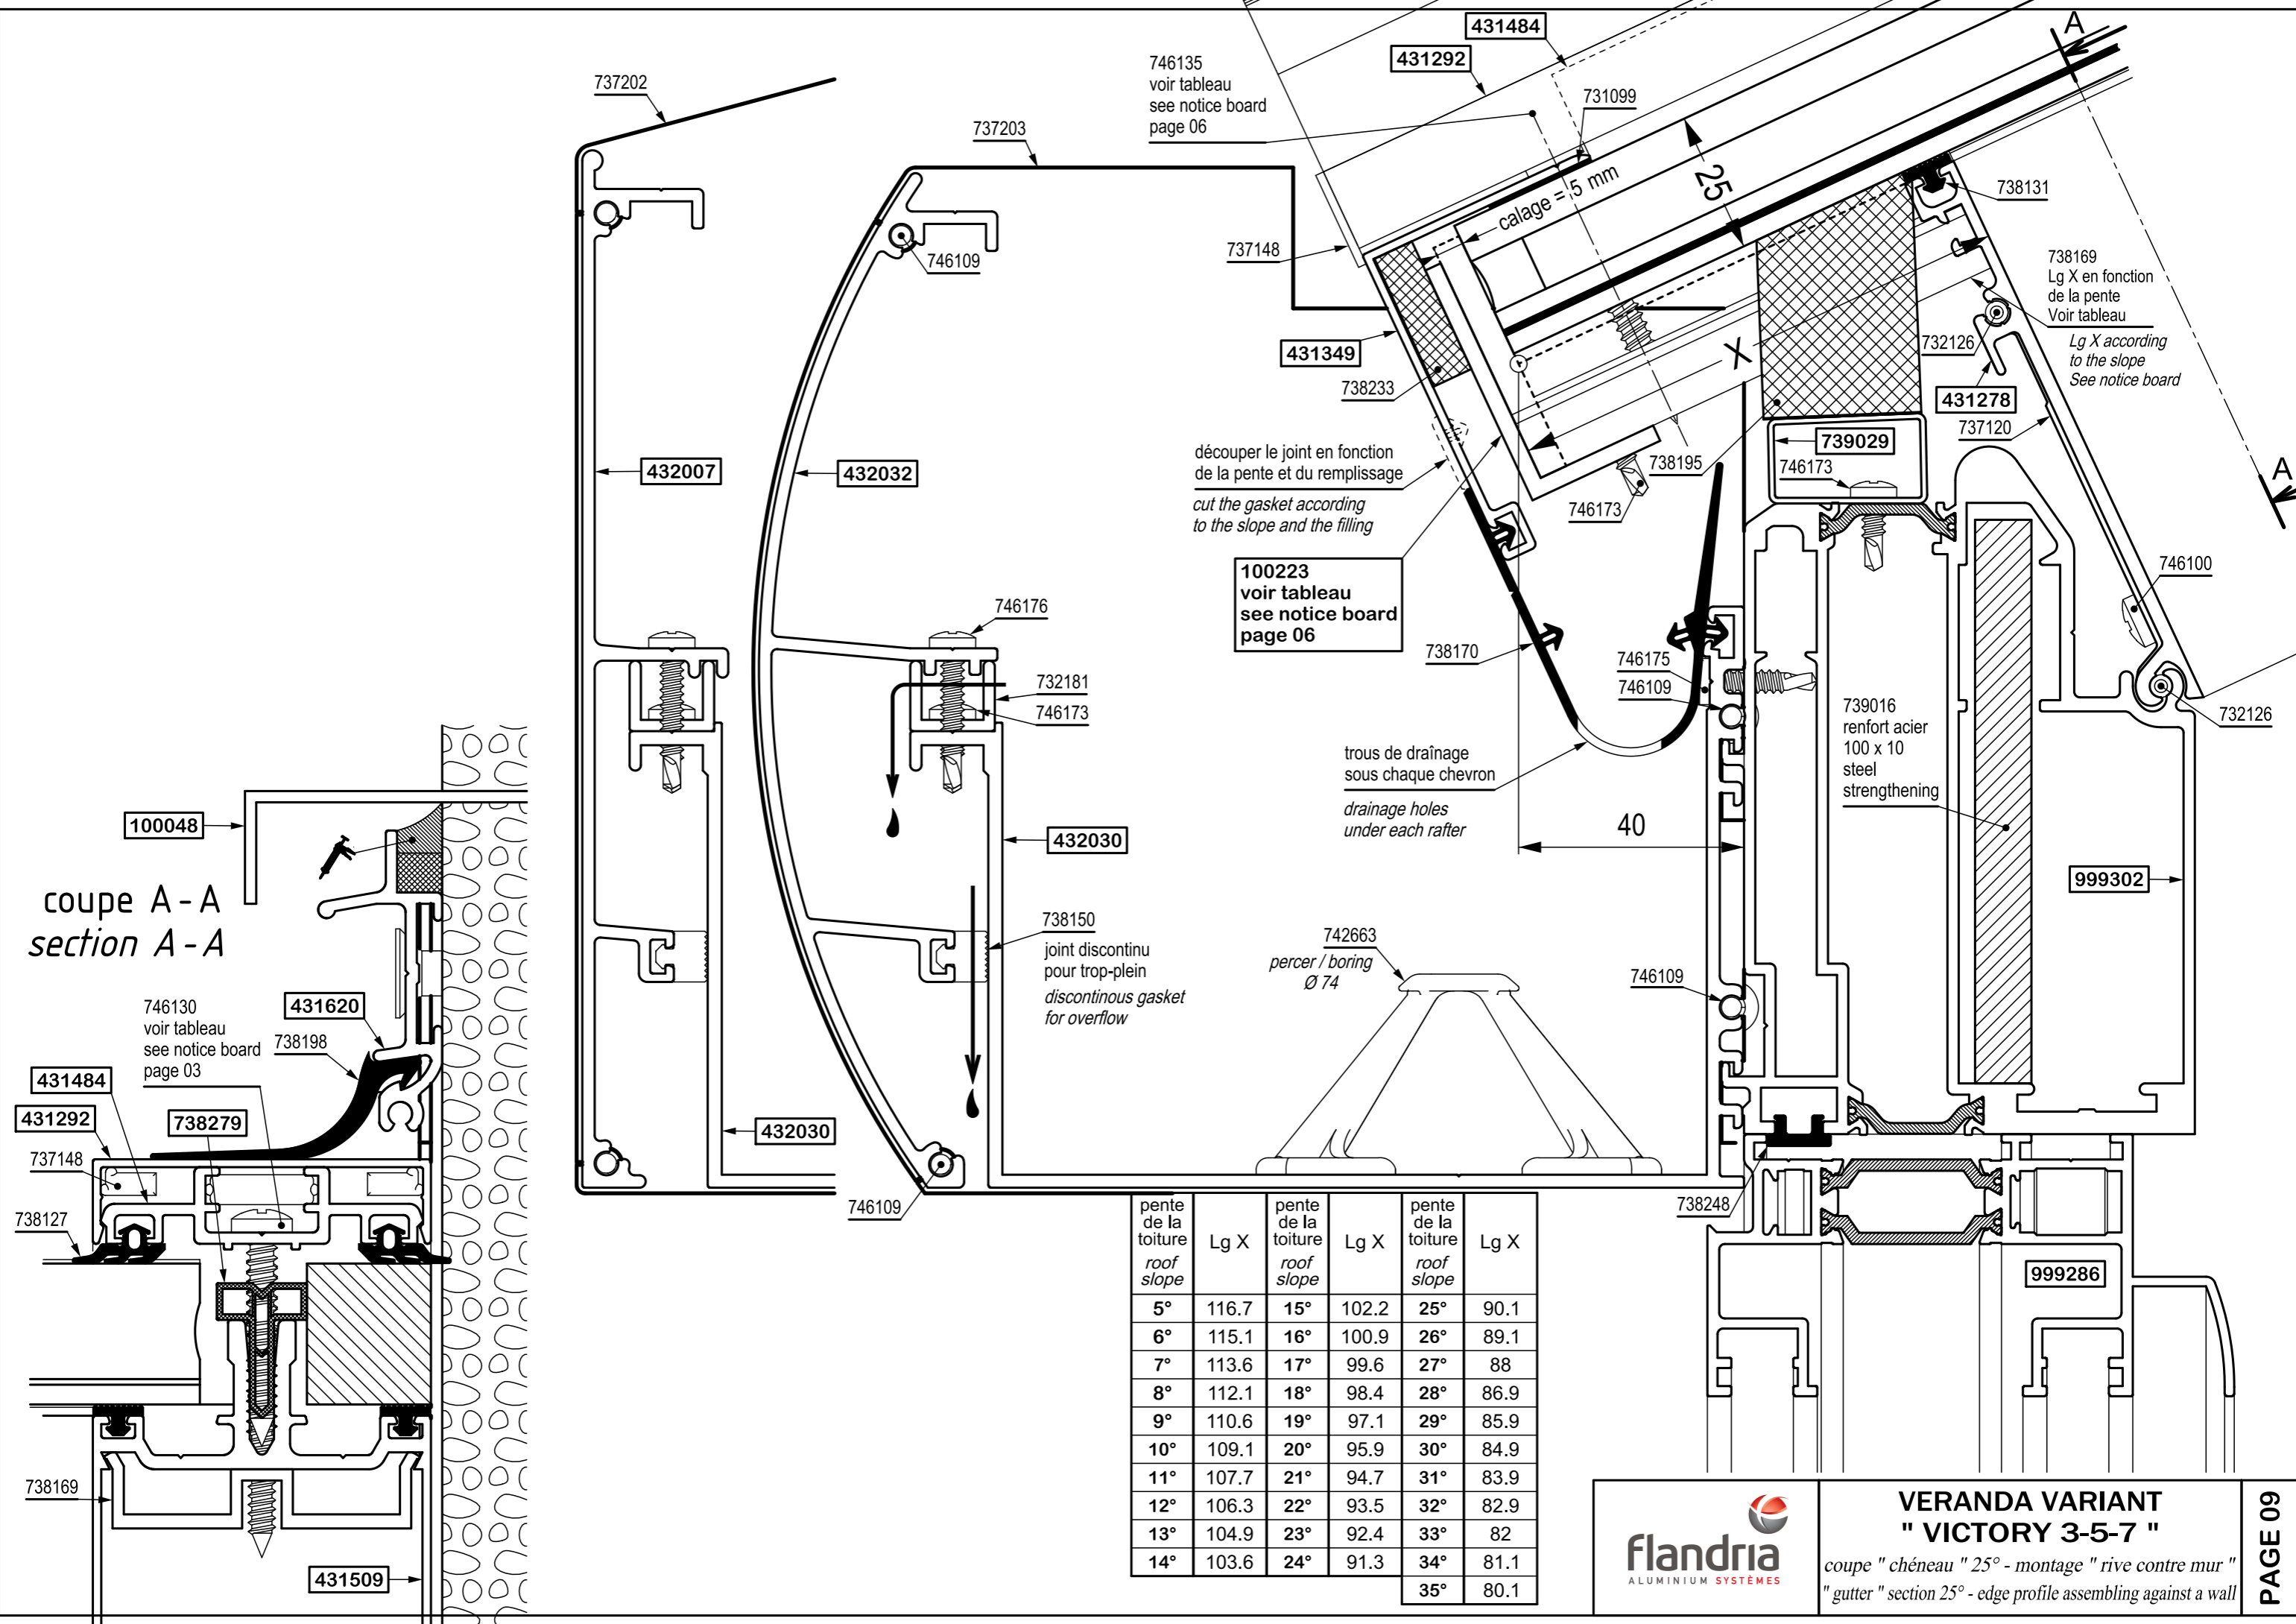 737202
746135
voir tableau
see notice board
page 06
431484
431292
A
731099
737203
calage = 5 mm
25
738131
737148
746109
738169
Lg X en fonction
de la pente
Voir tableau
Lg X according
to the slope
See notice board
431349
X
732126
738233
431278
737120
découper le joint en fonction
de la pente et du remplissage
cut the gasket according
to the slope and the filling
432007
432032
738195
739029
746173
746173
A
100223
voir tableau
see notice board
page 06
746176
746100
738170
746175
746109
732181
746173
739016
renfort acier
100 x 10
steel
strengthening
732126
trous de draînage
sous chaque chevron
drainage holes
under each rafter
40
100048
432030
999302
coupe A - A
section A - A
738150
joint discontinu
pour trop-plein
discontinous gasket
for overflow
742663
percer / boring
Ø 74
746109
746130
voir tableau
see notice board
page 03
431620
738198
431484
431292
738279
432030
737148
738127
746109
738248
999286
738169
431509
pente de la toiture roof slope Lg X pente de la toiture roof slope Lg X pente de la toiture roof slope Lg X
5° 116.7 15° 102.2 25° 90.1
6° 115.1 16° 100.9 26° 89.1
7° 113.6 17° 99.6 27° 88
8° 112.1 18° 98.4 28° 86.9
9° 110.6 19° 97.1 29° 85.9
10° 109.1 20° 95.9 30° 84.9
11° 107.7 21° 94.7 31° 83.9
12° 106.3 22° 93.5 32° 82.9
13° 104.9 23° 92.4 33° 82
14° 103.6 24° 91.3 34° 81.1
35° 80.1
flandria
ALUMINIUM SYSTÈMES
VERANDA VARIANT
" VICTORY 3-5-7 "
coupe " chéneau " 25° - montage " rive contre mur "
" gutter " section 25° - edge profile assembling against a wall
PAGE 09